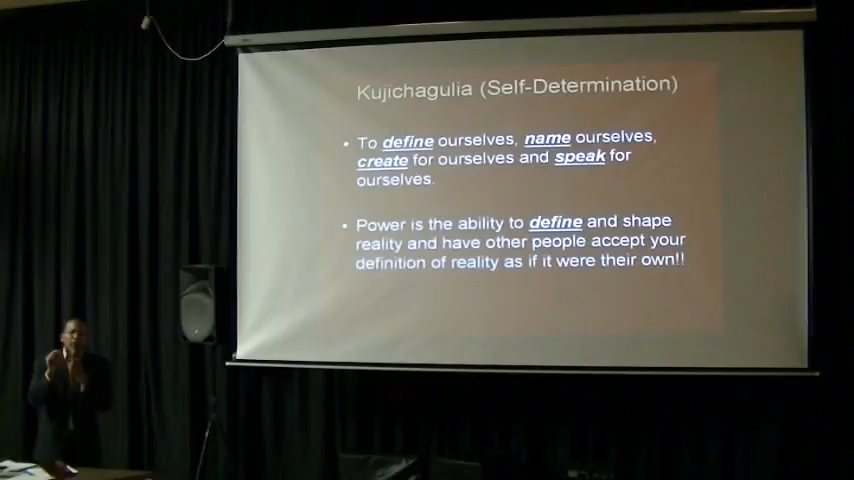 Kujichagulia (Self-Determination)
• To define ourselves, name ourselves,
create for ourselves and speak for
ourselves.
• Power is the ability to define and shape
reality and have other people accept your
definition of reality as if it were their own!!